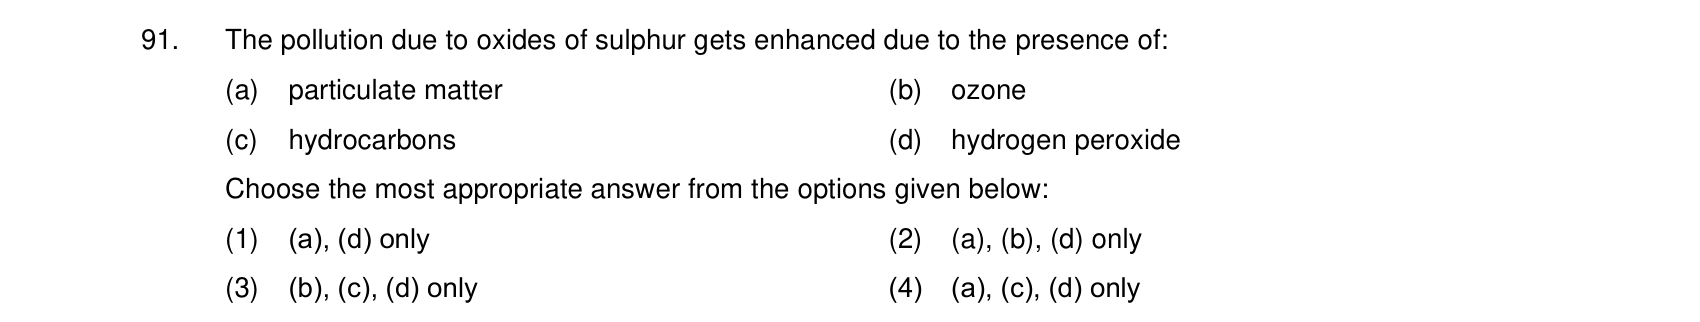 91. The pollution due to oxides of sulphur gets enhanced due to the presence of:
(a) particulate matter (b) ozone
(c) hydrocarbons (d) hydrogen peroxide
Choose the most appropriate answer from the options given below:
(1) (a), (d) only (2) (a), (b), (d) only
(3) (b), (c), (d) only (4) (a), (c), (d) only